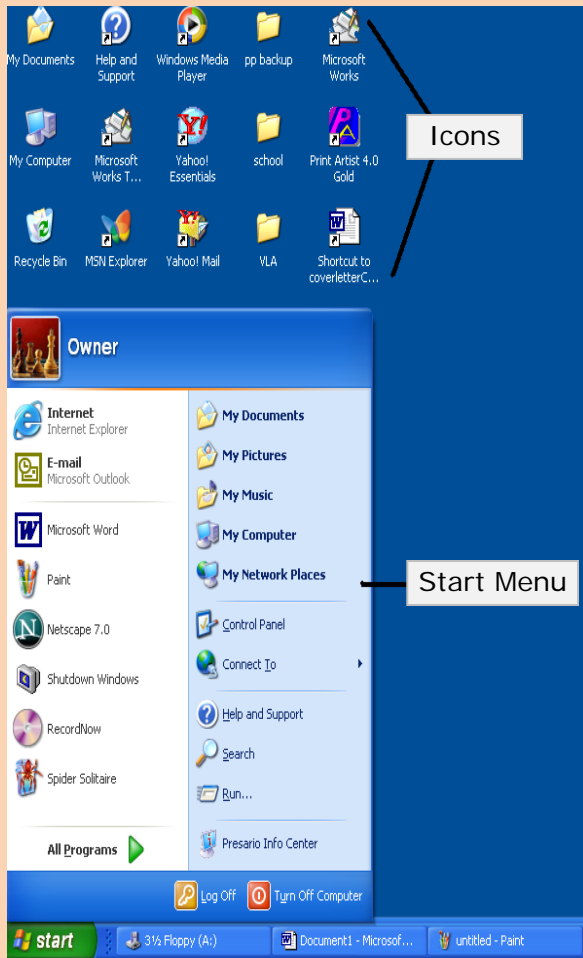 My Documents
Help and
Support
Windows Media
Player
pp backup
Microsoft
Works
My Computer
Microsoft
Works T...
Yahoo!
Essentials
school
Print Artist 4.0
Gold
Icons
Recycle Bin
MSN Explorer
Yahoo! Mail
VLA
Shortcut to
coverletterC...
Owner
Internet
Internet Explorer
E-mail
Microsoft Outlook
Microsoft Word
Paint
Netscape 7.0
Shutdown Windows
RecordNow
Spider Solitaire
All Programs
My Documents
My Pictures
My Music
My Computer
My Network Places
Control Panel
Connect To
Help and Support
Search
Run...
Presario Info Center
Start Menu
Log Off
Turn Off Computer
start
3½ Floppy (A:)
Document1 - Microsof...
untitled - Paint